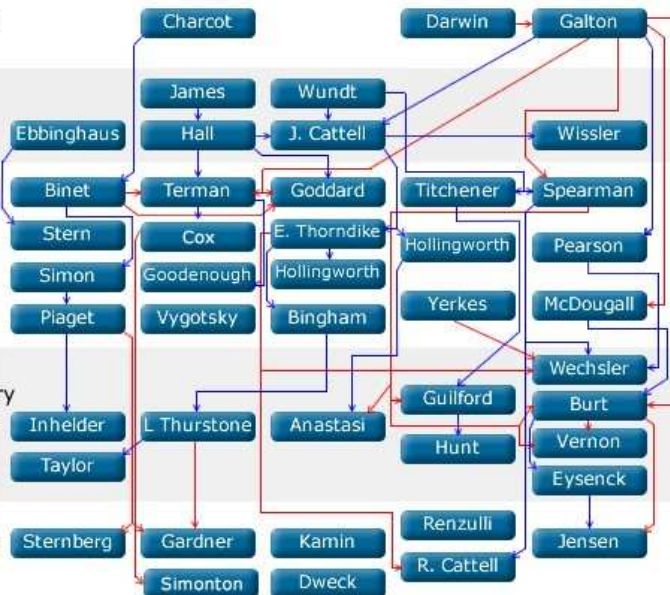 Charcot
Darwin
Galton
James
Wundt
Ebbinghaus
Hall
J. Cattell
Wissler
Binet
Terman
Goddard
Titchener
Spearman
Stern
Cox
E. Thorndike
Hollingworth
Pearson
Simon
Goodenough
Hollingworth
Piaget
Vygotsky
Bingham
Yerkes
McDougall
Wechsler
ry
Guilford
Burt
Inhelder
L Thurstone
Anastasi
Hunt
Vernon
Taylor
Eysenck
Renzulli
Sternberg
Gardner
Kamin
Jensen
R. Cattell
Simonton
Dweck